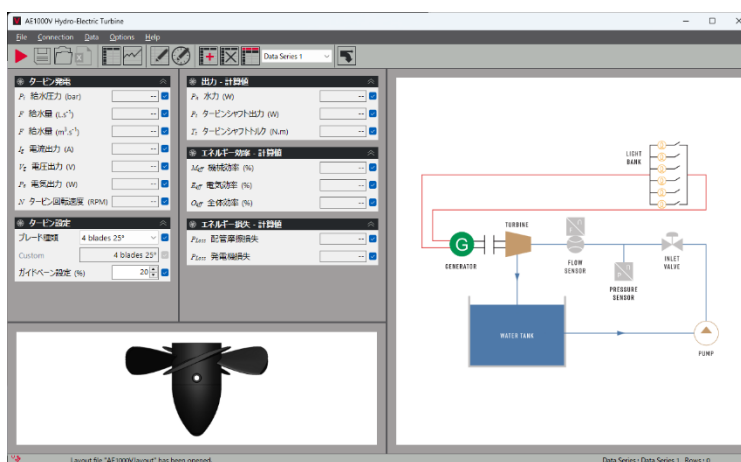 AE1000V Hydro-Electric Turbine
File Connection Data Options Help
Data Series 1
タービン発電
P₁ 給水圧力 (bar) --
F 給水量 (L.s⁻¹) --
F 給水量 (m³.s⁻¹) --
電流出力 (A) --
電圧出力 (V) --
電気出力 (W) --
N タービン回転速度 (RPM) --
タービン設定
ブレード種類 4 blades 25°
Custom 4 blades 25°
ガイドベーン設定 (%) 20
出力 - 計算値
水力 (W) --
タービンシャフト出力 (W) --
タービンシャフトトルク (N.m) --
エネルギー効率 - 計算値
Meff 機械効率 (%) --
Eeff 電気効率 (%) --
Oeff 全体効率 (%) --
エネルギー損失 - 計算値
PLoss 配管摩擦損失 --
PLoss 発電機損失 --
LIGHT
BANK
TURBINE
G
GENERATOR
FLOW
SENSOR
INLET
VALVE
PRESSURE
SENSOR
WATER TANK
PUMP
Layout file "AE1000Vlayout" has been opened.
Data Series : Data Series 1 Rows : 0